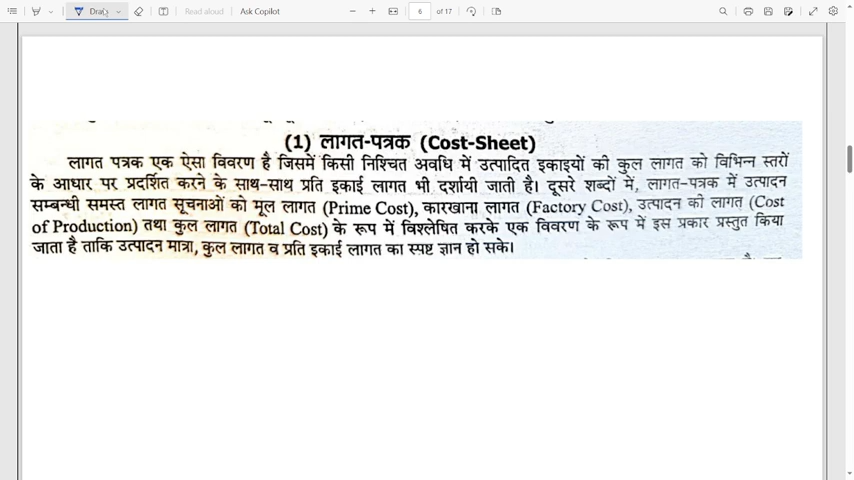 Draw
Read aloud
Ask Copilot
6
of 17
(1) लागत-पत्रक (Cost-Sheet)
लागत पत्रक एक ऐसा विवरण है जिसमें किसी निश्चित अवधि में उत्पादित इकाइयों की कुल लागत को विभिन्न स्तरों
के आधार पर प्रदर्शित करने के साथ-साथ प्रति इकाई लागत भी दर्शायी जाती है। दूसरे शब्दों में, लागत-पत्रक में उत्पादन
सम्बन्धी समस्त लागत सूचनाओं को मूल लागत (Prime Cost), कारखाना लागत (Factory Cost), उत्पादन की लागत (Cost
of Production) तथा कुल लागत (Total Cost) के रूप में विश्लेषित करके एक विवरण के रूप में इस प्रकार प्रस्तुत किया
जाता है ताकि उत्पादन मात्रा, कुल लागत व प्रति इकाई लागत का स्पष्ट ज्ञान हो सके।